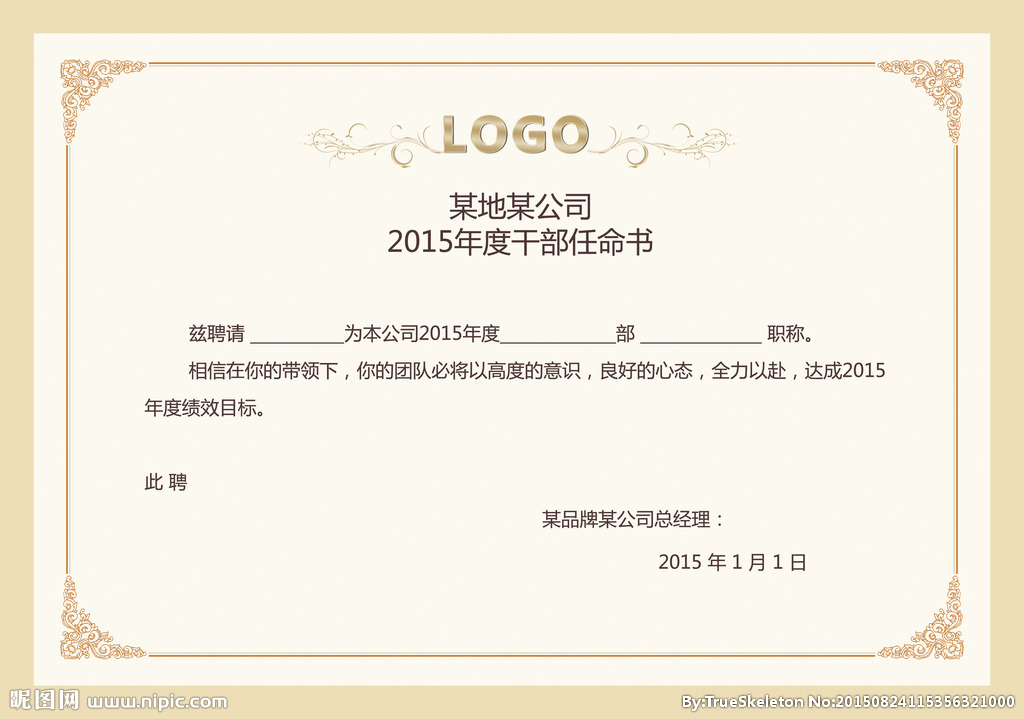 LOGO
某地某公司
2015年度干部任命书
兹聘请 __________为本公司2015年度____________部 _____________ 职称。
相信在你的带领下，你的团队必将以高度的意识，良好的心态，全力以赴，达成2015
年度绩效目标。
此 聘
某品牌某公司总经理：
2015 年 1 月 1 日
昵图网 www.nipic.com
By:TrueSkeleton No:20150824115356321000